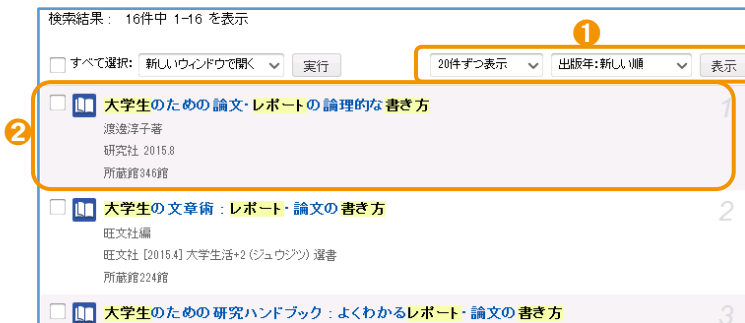 検索結果： 16件中 1-16 を表示
❶
すべて選択: 新しいウィンドウで開く 実行 20件ずつ表示 出版年:新しい順 表示
❷
大学生のための論文・レポートの論理的な書き方 1
渡邉淳子著
研究社 2015.8
所蔵館346館
大学生の文章術 : レポート・論文の書き方 2
旺文社編
旺文社 [2015.4] 大学生活+2 (ジュウジツ) 選書
所蔵館224館
大学生のための研究ハンドブック : よくわかるレポート・論文の書き方 3